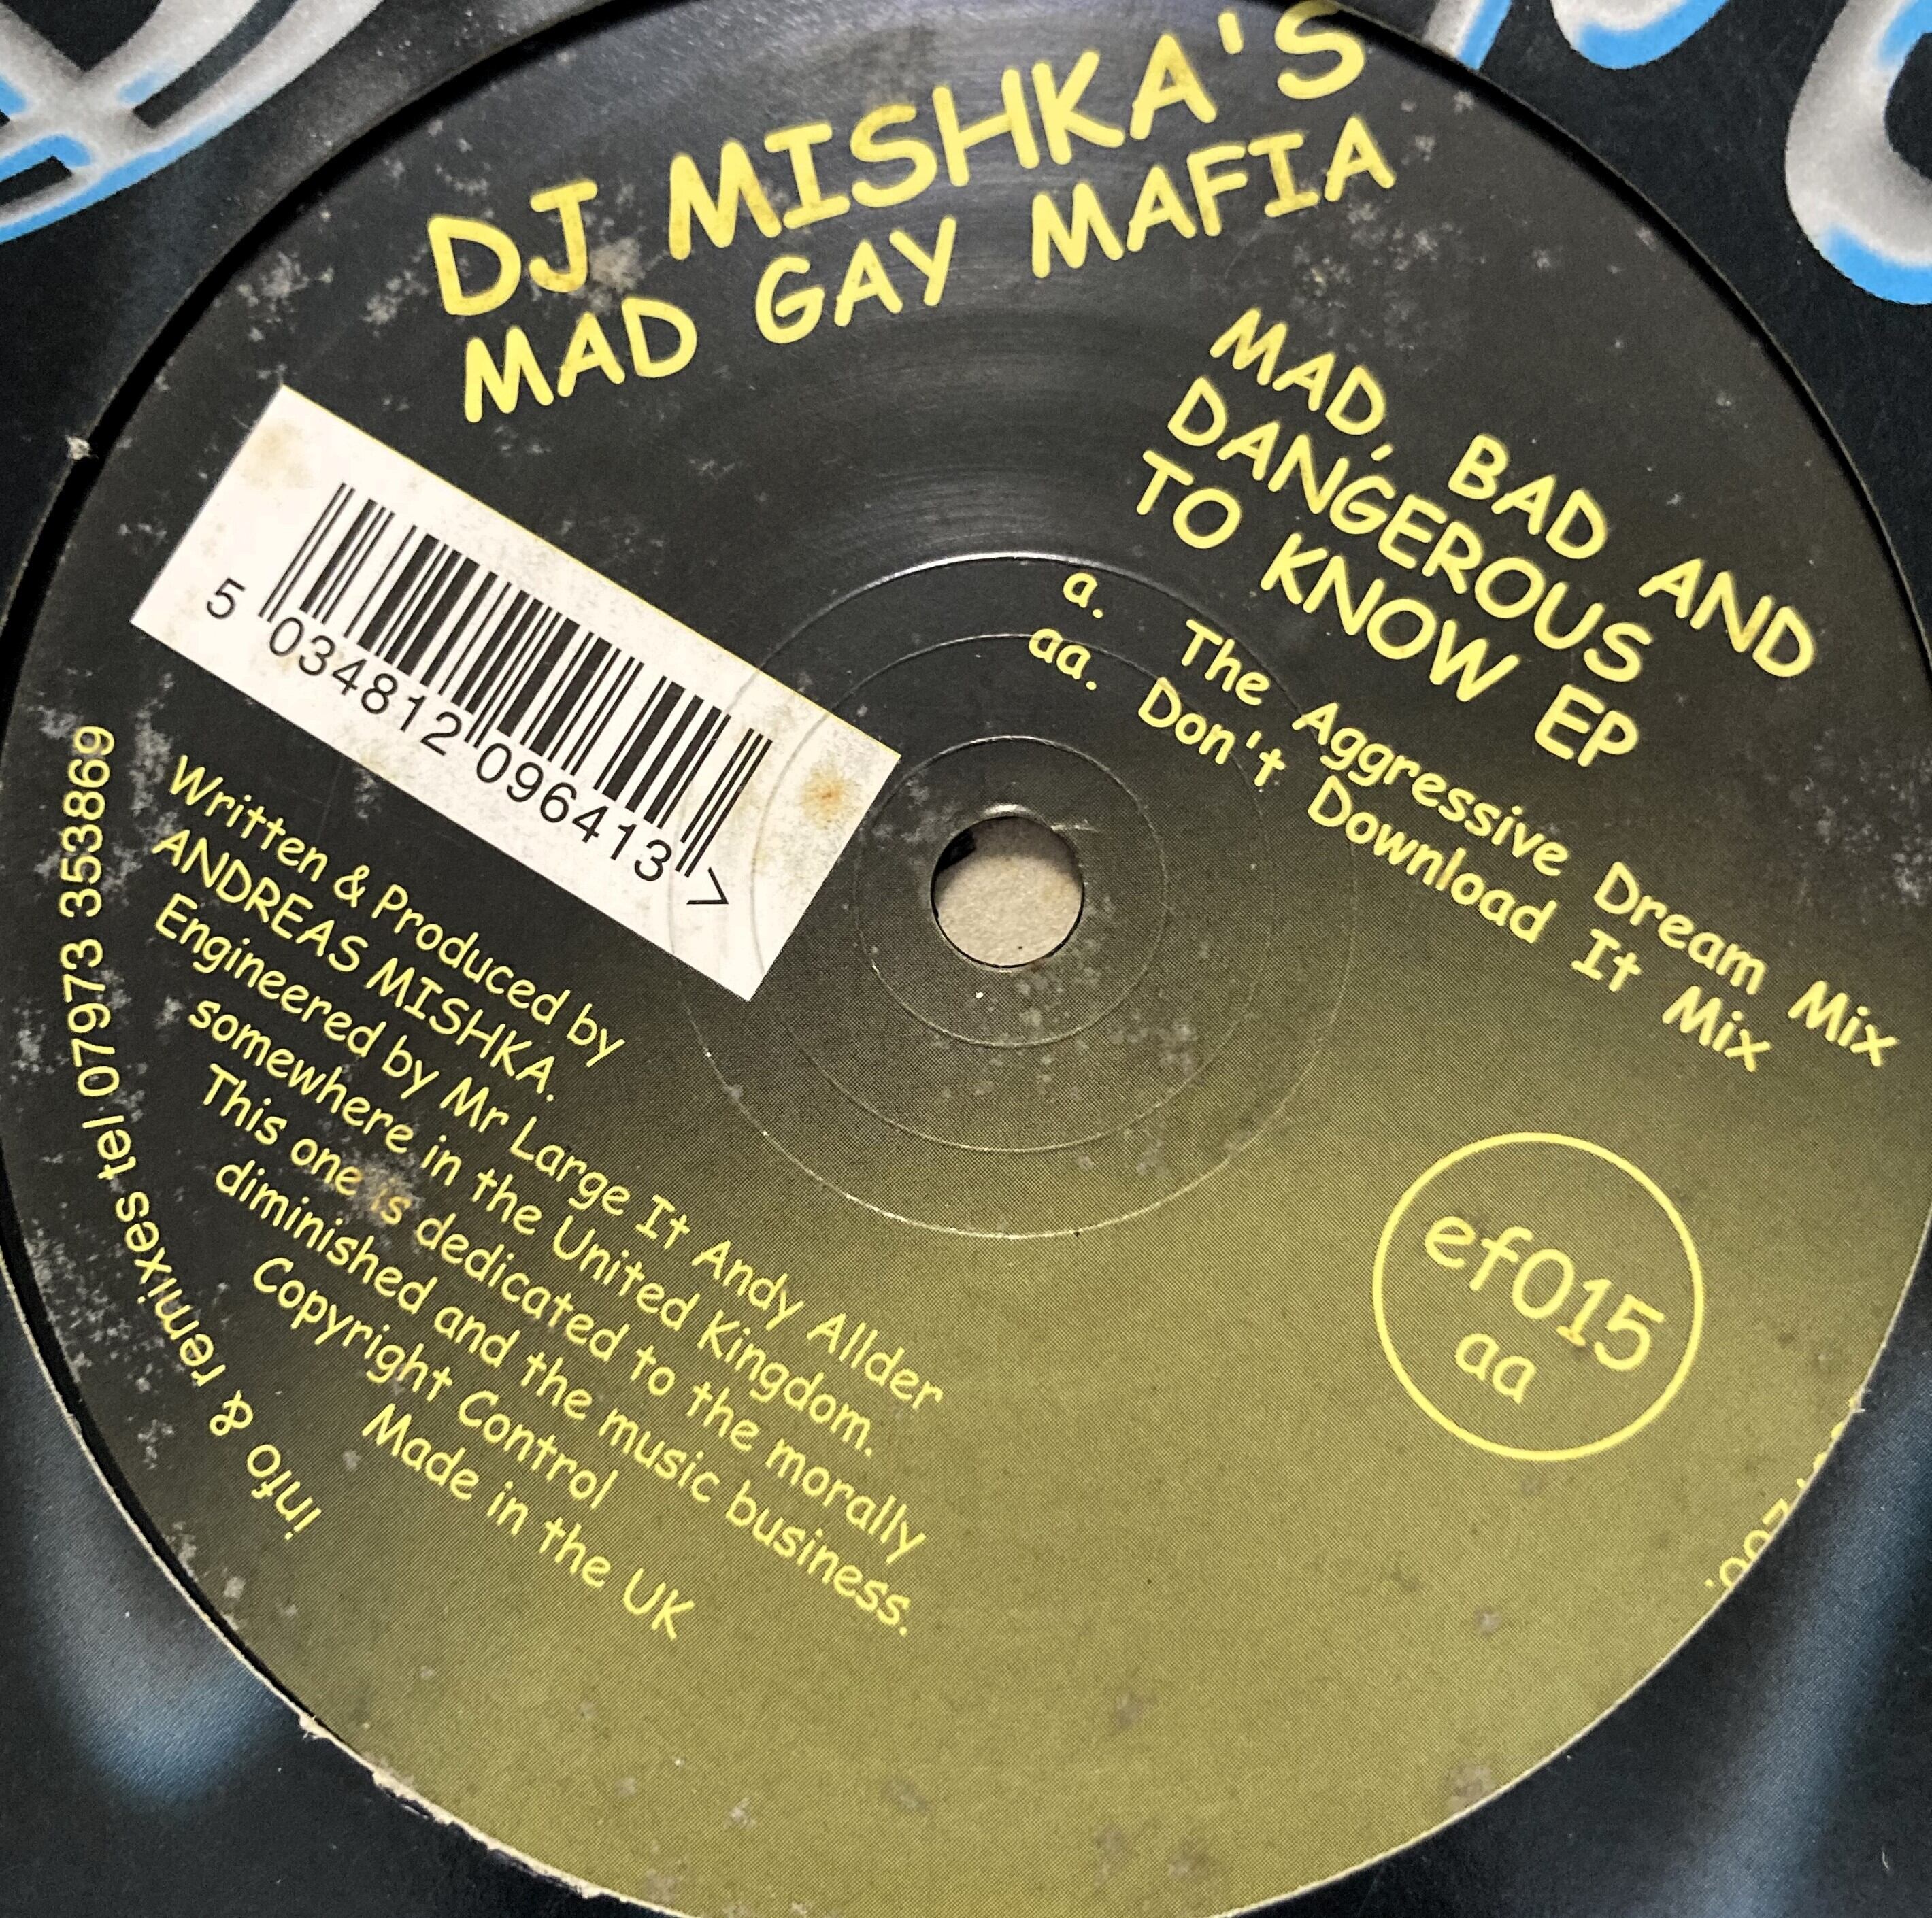 DJ MISHKA'S
MAD GAY MAFIA
MAD, BAD AND
DANGEROUS
TO KNOW EP
a. The Aggressive Dream Mix
aa. Don't Download It Mix
5 034812 096413 >
Written & Produced by
ANDREAS MISHKA.
Engineered by Mr Large It Andy Allder
somewhere in the United Kingdom.
This one is dedicated to the morally
diminished and the music business.
Copyright Control
Made in the UK
Info & remixes tel 07973 353869
ef015
aa